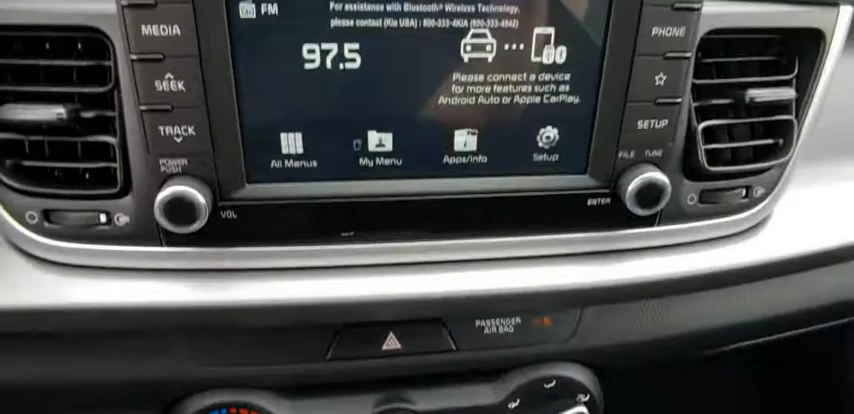 FM
For assistance with Bluetooth® Wireless Technology,
please contact (Kia USA) : 800-333-4KIA (800-333-4542)
97.5
Please connect a device
for more features such as
Android Auto or Apple CarPlay.
All Menus
My Menu
Apps/Info
Setup
MEDIA
SEEK
TRACK
POWER
PUSH
VOL
PHONE
SETUP
FILE TUNE
ENTER
PASSENGER
AIR BAG